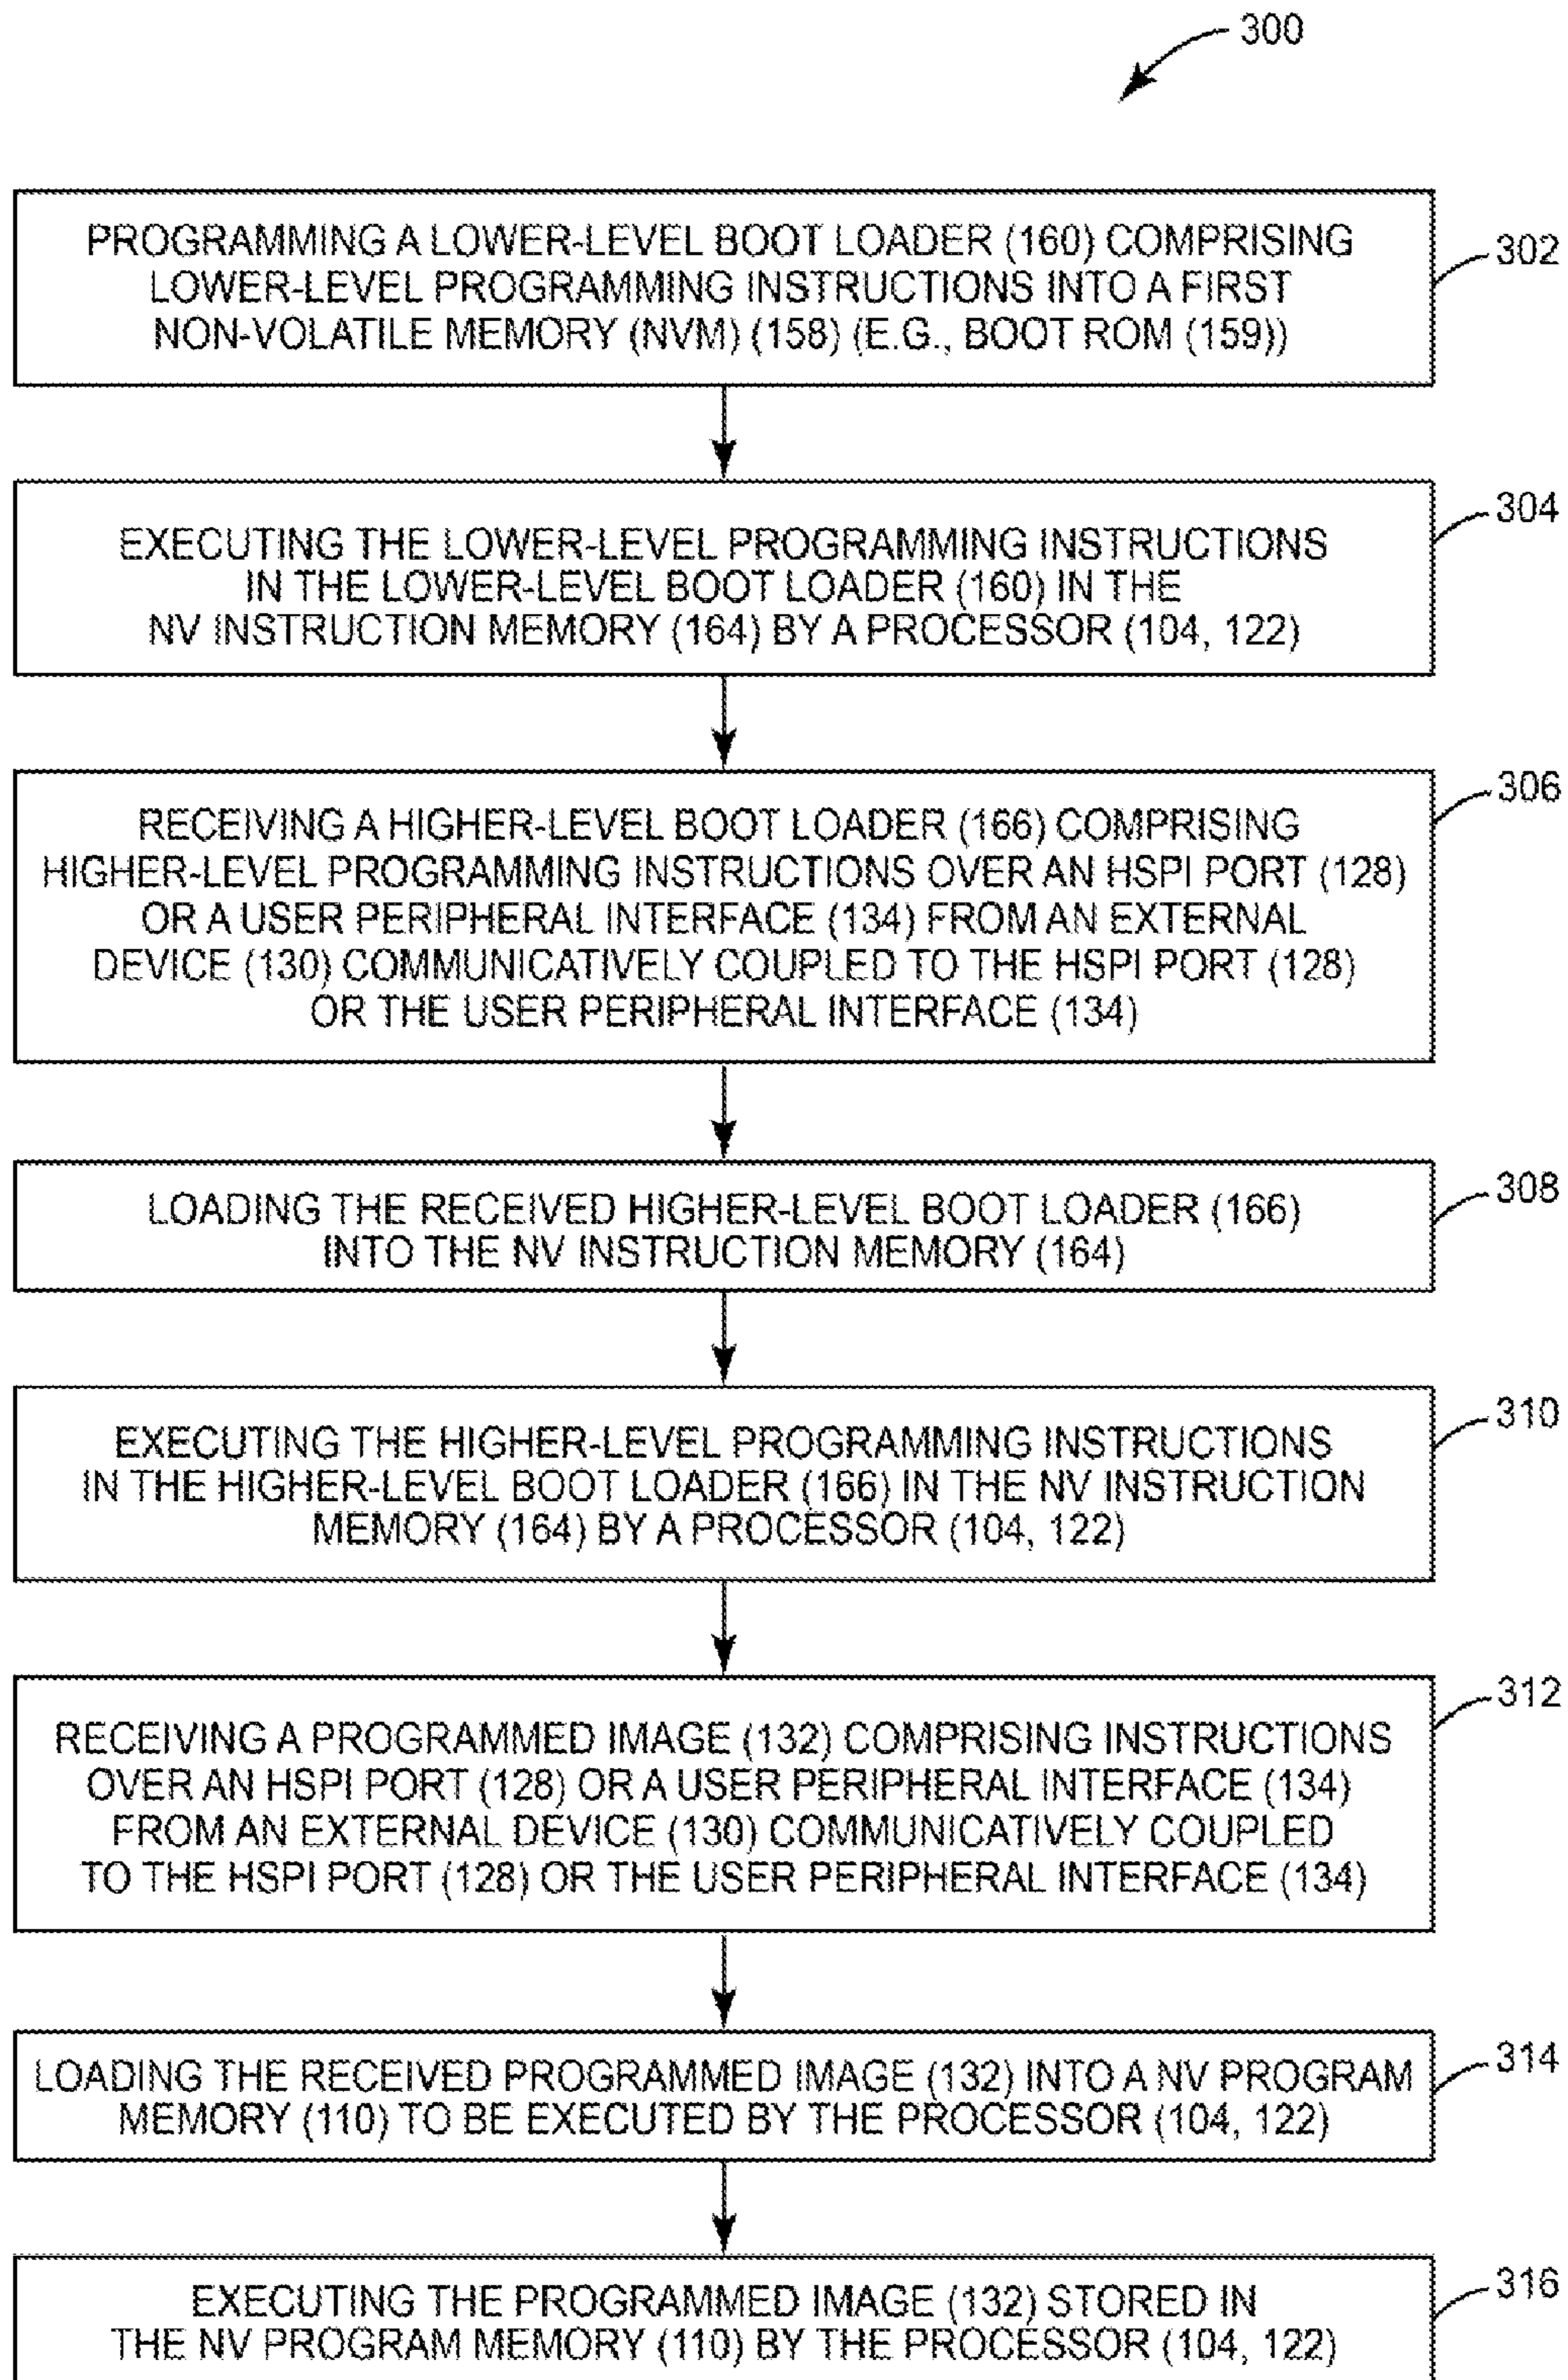 300
PROGRAMMING A LOWER-LEVEL BOOT LOADER (160) COMPRISING
LOWER-LEVEL PROGRAMMING INSTRUCTIONS INTO A FIRST
NON-VOLATILE MEMORY (NVM) (158) (E.G., BOOT ROM (159))
302
EXECUTING THE LOWER-LEVEL PROGRAMMING INSTRUCTIONS
IN THE LOWER-LEVEL BOOT LOADER (160) IN THE
NV INSTRUCTION MEMORY (164) BY A PROCESSOR (104, 122)
304
RECEIVING A HIGHER-LEVEL BOOT LOADER (166) COMPRISING
HIGHER-LEVEL PROGRAMMING INSTRUCTIONS OVER AN HSPI PORT (128)
OR A USER PERIPHERAL INTERFACE (134) FROM AN EXTERNAL
DEVICE (130) COMMUNICATIVELY COUPLED TO THE HSPI PORT (128)
OR THE USER PERIPHERAL INTERFACE (134)
306
LOADING THE RECEIVED HIGHER-LEVEL BOOT LOADER (166)
INTO THE NV INSTRUCTION MEMORY (164)
308
EXECUTING THE HIGHER-LEVEL PROGRAMMING INSTRUCTIONS
IN THE HIGHER-LEVEL BOOT LOADER (166) IN THE NV INSTRUCTION
MEMORY (164) BY A PROCESSOR (104, 122)
310
RECEIVING A PROGRAMMED IMAGE (132) COMPRISING INSTRUCTIONS
OVER AN HSPI PORT (128) OR A USER PERIPHERAL INTERFACE (134)
FROM AN EXTERNAL DEVICE (130) COMMUNICATIVELY COUPLED
TO THE HSPI PORT (128) OR THE USER PERIPHERAL INTERFACE (134)
312
LOADING THE RECEIVED PROGRAMMED IMAGE (132) INTO A NV PROGRAM
MEMORY (110) TO BE EXECUTED BY THE PROCESSOR (104, 122)
314
EXECUTING THE PROGRAMMED IMAGE (132) STORED IN
THE NV PROGRAM MEMORY (110) BY THE PROCESSOR (104, 122)
316